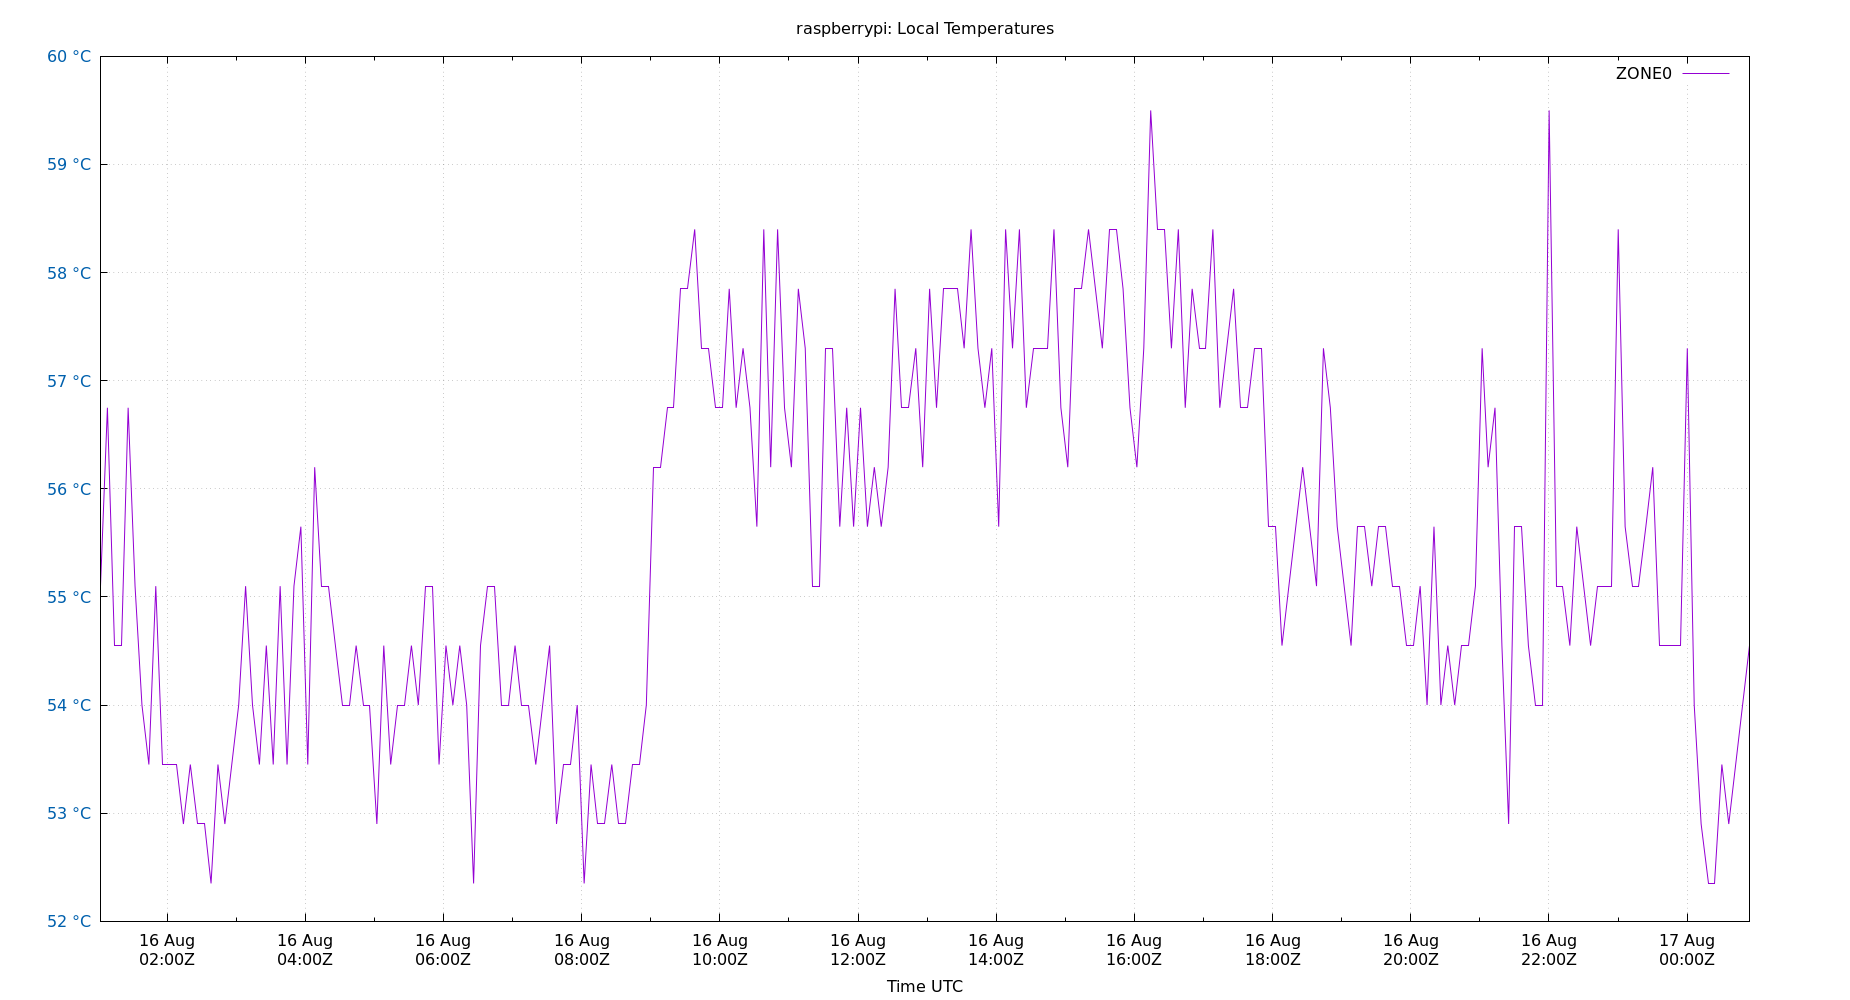 raspberrypi: Local Temperatures
60 °C
ZONE0
59 °C
58 °C
57 °C
56 °C
55 °C
54 °C
53 °C
52 °C
16 Aug 16 Aug 16 Aug 16 Aug 16 Aug 16 Aug 16 Aug 16 Aug 16 Aug 16 Aug 16 Aug 17 Aug
02:00Z 04:00Z 06:00Z 08:00Z 10:00Z 12:00Z 14:00Z 16:00Z 18:00Z 20:00Z 22:00Z 00:00Z
Time UTC